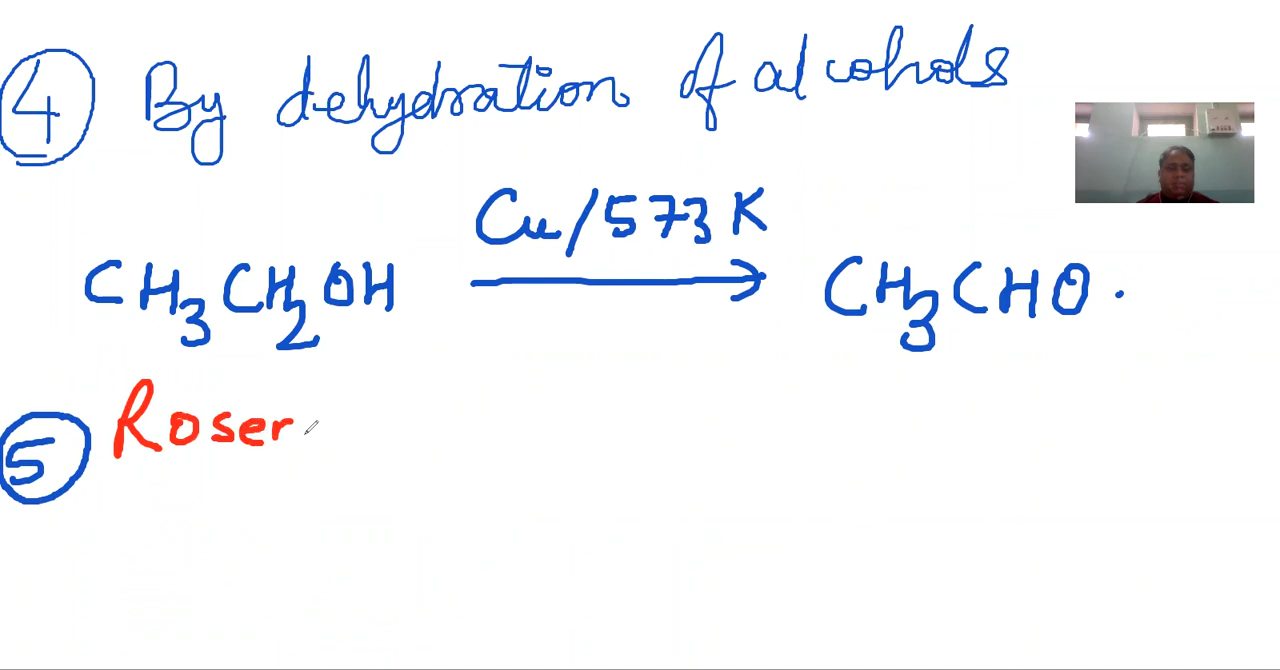 4 By dehydration of alcohols
Cu/573 K
CH3CH2OH → CH3CHO.
5 Roser